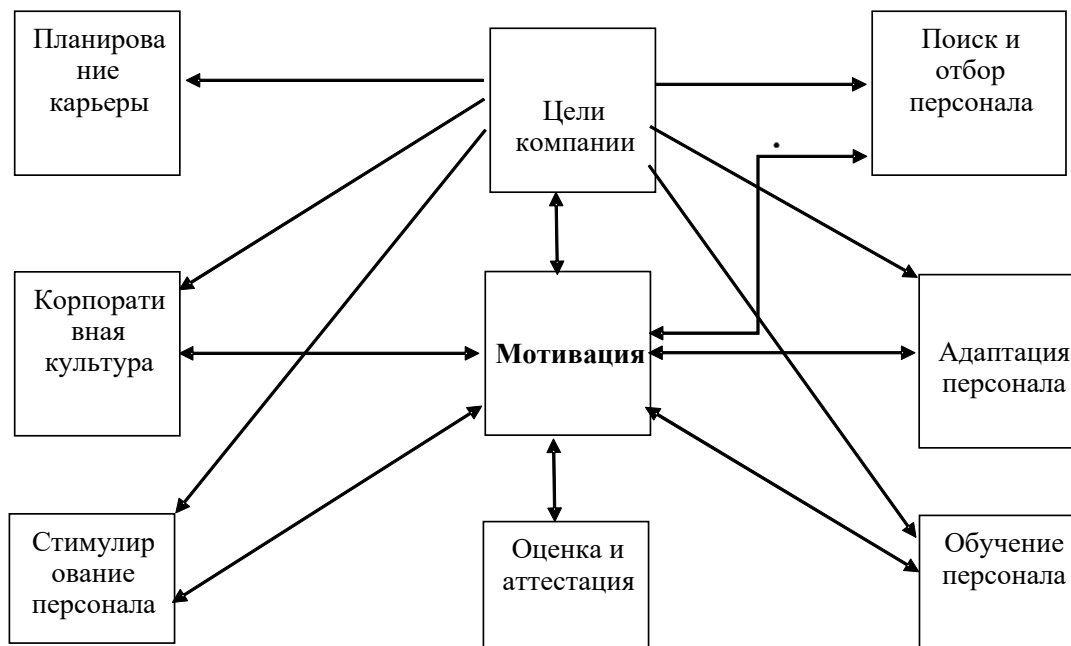 Планирова
ние
карьеры
Цели
компании
Поиск и
отбор
персонала
Корпорати
вная
культура
Мотивация
Адаптация
персонала
Стимулир
ование
персонала
Оценка и
аттестация
Обучение
персонала